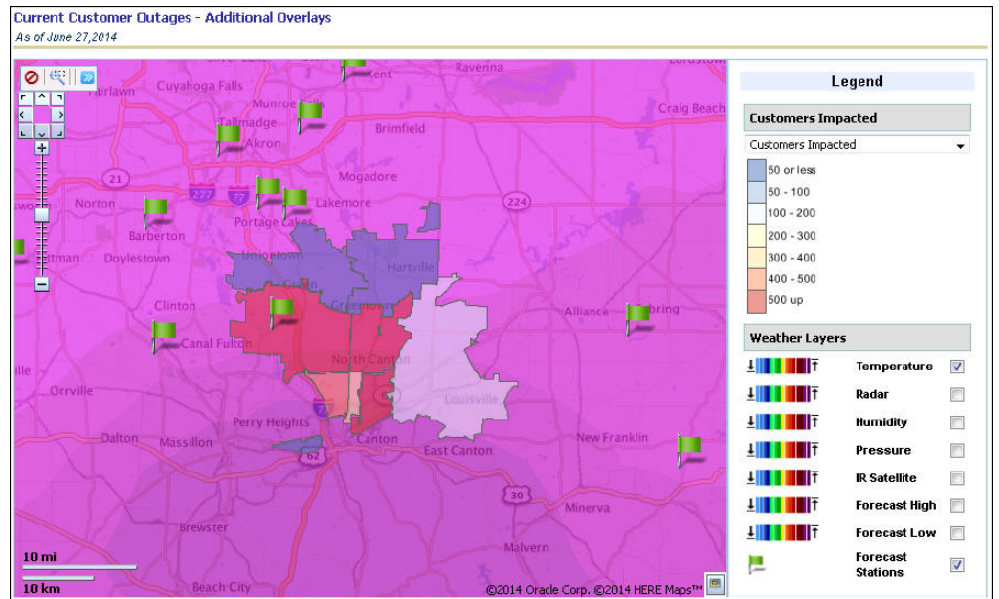 Current Customer Outages - Additional Overlays
As of June 27,2014
Kent
Ravenna
Cuyahoga Falls
Craig Beach
Tallmadge
Brimfield
Akron
Mogadore
21
277
77
224
Norton
Lakemore
Portage Lakes
Barberton
Doylestown
Uniontown
Hartville
Green
Greentown
Clinton
Alliance
Canal Fulton
North Canton
Orrville
Louisville
Perry Heights
Dalton
Massillon
Canton
East Canton
New Franklin
62
30
Minerva
Brewster
Malvern
10 mi
10 km
Beach City
©2014 Oracle Corp. ©2014 HERE Maps™
Legend
Customers Impacted
Customers Impacted
50 or less
50 - 100
100 - 200
200 - 300
300 - 400
400 - 500
500 up
Weather Layers
Temperature
Radar
Humidity
Pressure
IR Satellite
Forecast High
Forecast Low
Forecast
Stations